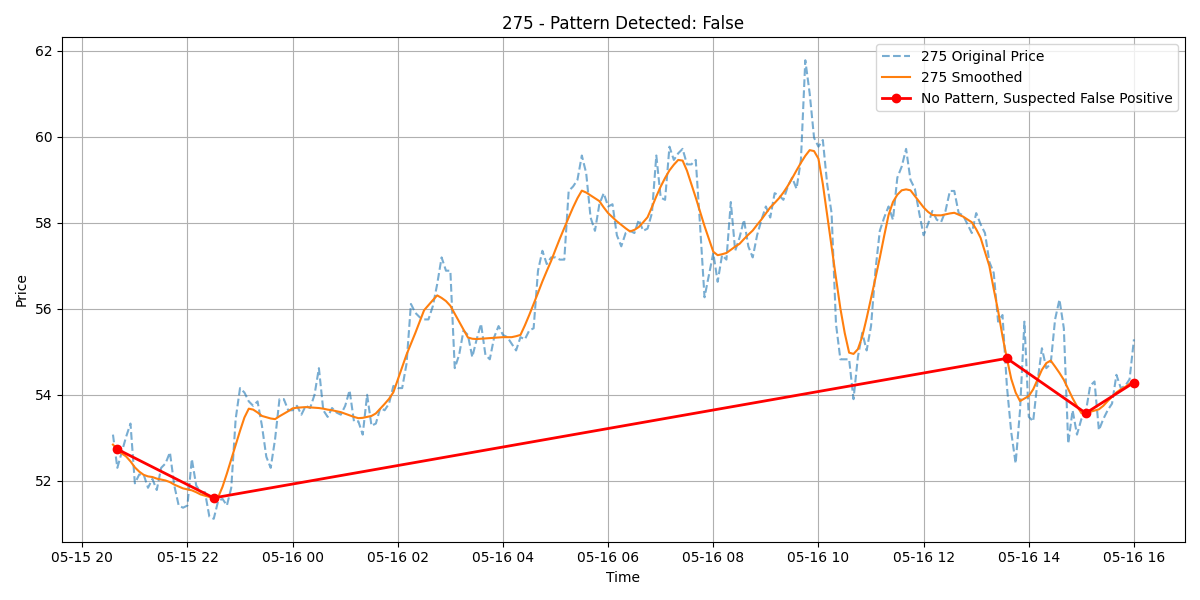 275 - Pattern Detected: False
275 Original Price
275 Smoothed
No Pattern, Suspected False Positive
Price
62
60
58
56
54
52
05-15 20
05-15 22
05-16 00
05-16 02
05-16 04
05-16 06
05-16 08
05-16 10
05-16 12
05-16 14
05-16 16
Time